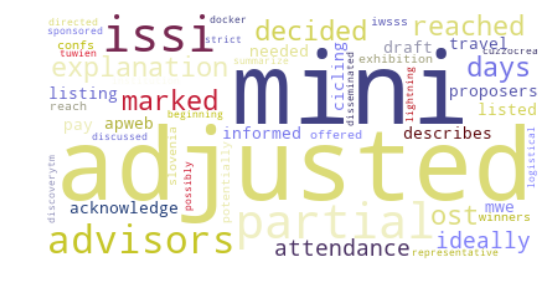 directed
docker
sponsored
issi
decided
iwsss
reached
confs
strict
needed
draft
travel
tuwien
cuzzocrea
explanation
summarize
cicling
exhibition
days
listing
marked
mini
disseminated
lightning
proposers
reach
beginning
listed
pay
apweb
informed
offered
describes
discussed
adjusted
slovenia
possibly
potentially
logistical
discoverytm
acknowledge
partial
ost
mwe
winners
advisors
attendance
ideally
representative